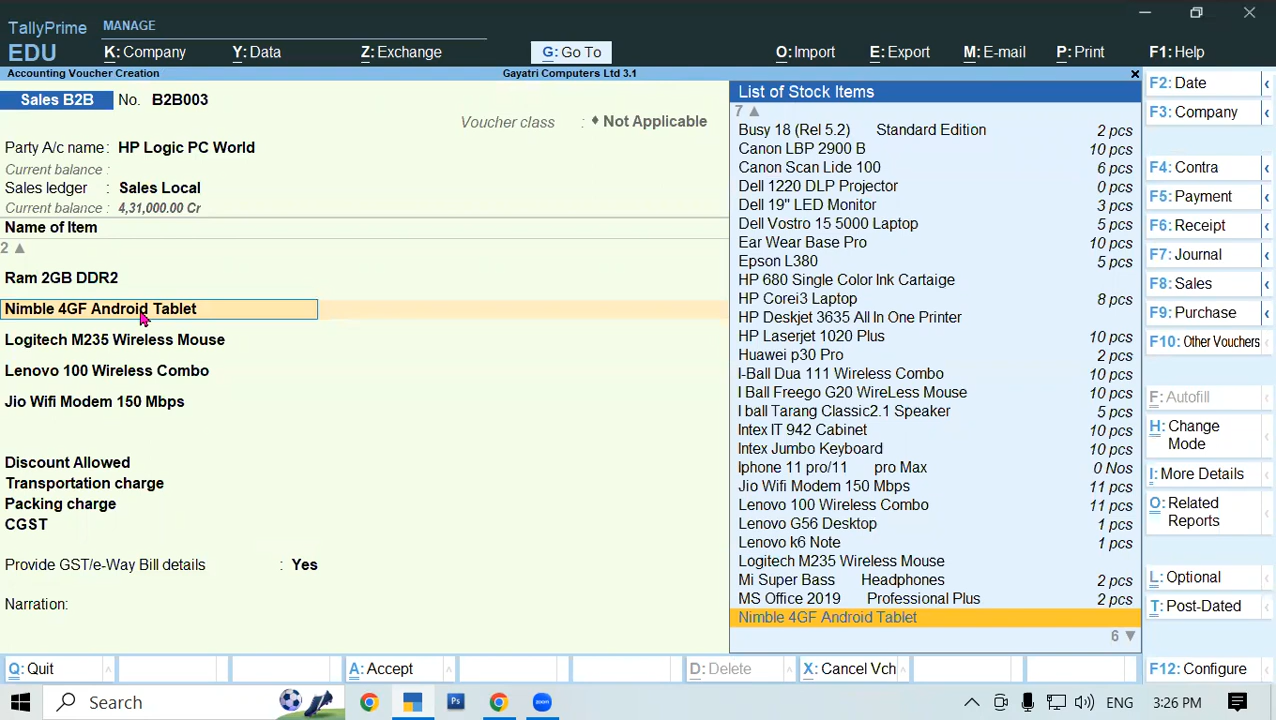 TallyPrime
EDU
MANAGE
K: Company
Y: Data
Z: Exchange
G: Go To
O: Import
E: Export
M: E-mail
P: Print
F1: Help
Accounting Voucher Creation
Gayatri Computers Ltd 3.1
Sales B2B No. B2B003
Voucher class : ♦ Not Applicable
Party A/c name : HP Logic PC World
Current balance :
Sales ledger : Sales Local
Current balance : 4,31,000.00 Cr
Name of Item
2 ▲
Ram 2GB DDR2
Nimble 4GF Android Tablet
Logitech M235 Wireless Mouse
Lenovo 100 Wireless Combo
Jio Wifi Modem 150 Mbps
Discount Allowed
Transportation charge
Packing charge
CGST
Provide GST/e-Way Bill details : Yes
Narration:
List of Stock Items
7 ▲
Busy 18 (Rel 5.2) Standard Edition 2 pcs
Canon LBP 2900 B 10 pcs
Canon Scan Lide 100 6 pcs
Dell 1220 DLP Projector 0 pcs
Dell 19" LED Monitor 3 pcs
Dell Vostro 15 5000 Laptop 7 pcs
Ear Wear Base Pro 10 pcs
Epson L380 5 pcs
HP 680 Single Color Ink Cartaige
HP Corei3 Laptop 8 pcs
HP Deskjet 3635 All In One Printer
HP Laserjet 1020 Plus 10 pcs
Huawei p30 Pro 2 pcs
I-Ball Dua 111 Wireless Combo 10 pcs
I Ball Freego G20 WireLess Mouse 10 pcs
I ball Tarang Classic2.1 Speaker 5 pcs
Intex IT 942 Cabinet 10 pcs
Intex Jumbo Keyboard 10 pcs
Iphone 11 pro/11 pro Max 0 Nos
Jio Wifi Modem 150 Mbps 11 pcs
Lenovo 100 Wireless Combo 11 pcs
Lenovo G56 Desktop 1 pcs
Lenovo k6 Note 1 pcs
Logitech M235 Wireless Mouse
Mi Super Bass Headphones 2 pcs
MS Office 2019 Professional Plus 2 pcs
Nimble 4GF Android Tablet
6 ▼
F2: Date
F3: Company
F4: Contra
F5: Payment
F6: Receipt
F7: Journal
F8: Sales
F9: Purchase
F10: Other Vouchers
F: Autofill
H: Change
Mode
I: More Details
O: Related
Reports
L: Optional
T: Post-Dated
Q: Quit
A: Accept
D: Delete
X: Cancel Vch
F12: Configure
Search
Ps
zoom
ENG
3:26 PM